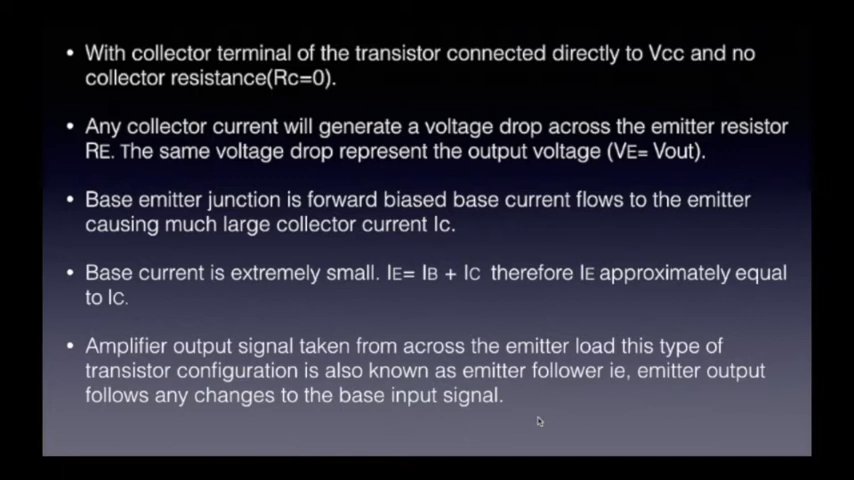 • With collector terminal of the transistor connected directly to Vcc and no
collector resistance(Rc=0).
• Any collector current will generate a voltage drop across the emitter resistor
RE. The same voltage drop represent the output voltage (VE= Vout).
• Base emitter junction is forward biased base current flows to the emitter
causing much large collector current Ic.
• Base current is extremely small. IE= IB + IC therefore IE approximately equal
to IC.
• Amplifier output signal taken from across the emitter load this type of
transistor configuration is also known as emitter follower ie, emitter output
follows any changes to the base input signal.